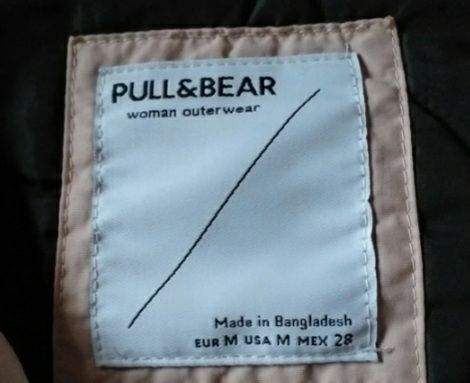 PULL&BEAR
woman outerwear
Made in Bangladesh
EUR M USA M MEX 28